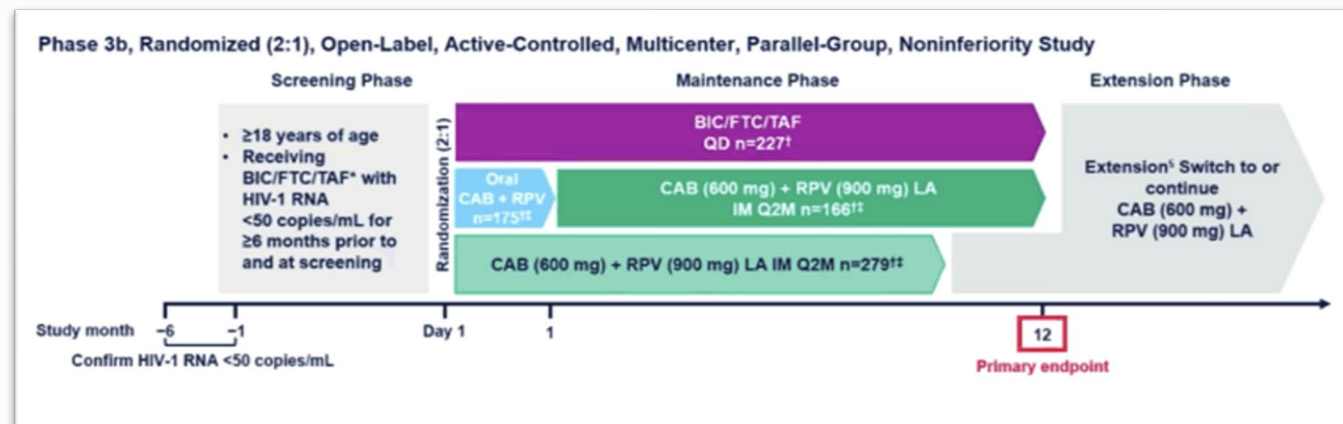 Phase 3b, Randomized (2:1), Open-Label, Active-Controlled, Multicenter, Parallel-Group, Noninferiority Study
Screening Phase
Maintenance Phase
Extension Phase
• ≥18 years of age
• Receiving
BIC/FTC/TAF* with
HIV-1 RNA
<50 copies/mL for
≥6 months prior to
and at screening
Randomization (2:1)
BIC/FTC/TAF
QD n=227†
Oral
CAB + RPV
n=175†‡
CAB (600 mg) + RPV (900 mg) LA
IM Q2M n=166†‡
CAB (600 mg) + RPV (900 mg) LA IM Q2M n=279†‡
Extension§ Switch to or
continue
CAB (600 mg) +
RPV (900 mg) LA
Study month
−6
−1
Day 1
1
12
Confirm HIV-1 RNA <50 copies/mL
Primary endpoint